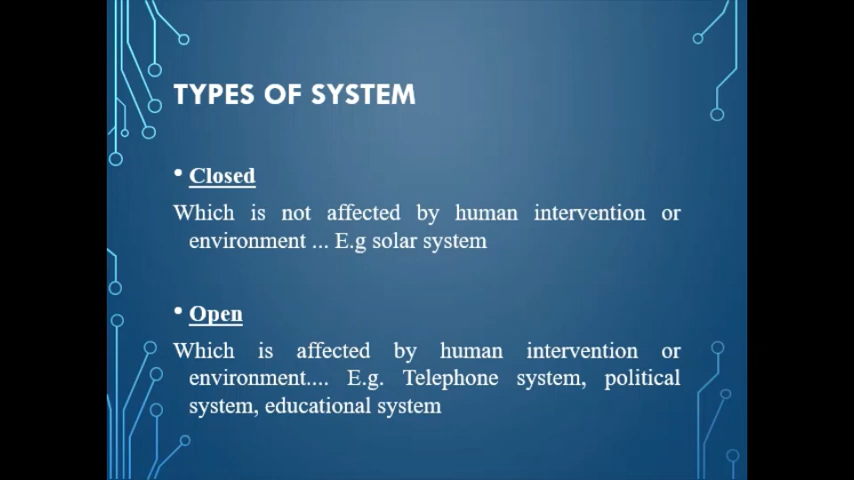 TYPES OF SYSTEM
• Closed
Which is not affected by human intervention or
environment ... E.g solar system
• Open
Which is affected by human intervention or
environment.... E.g. Telephone system, political
system, educational system